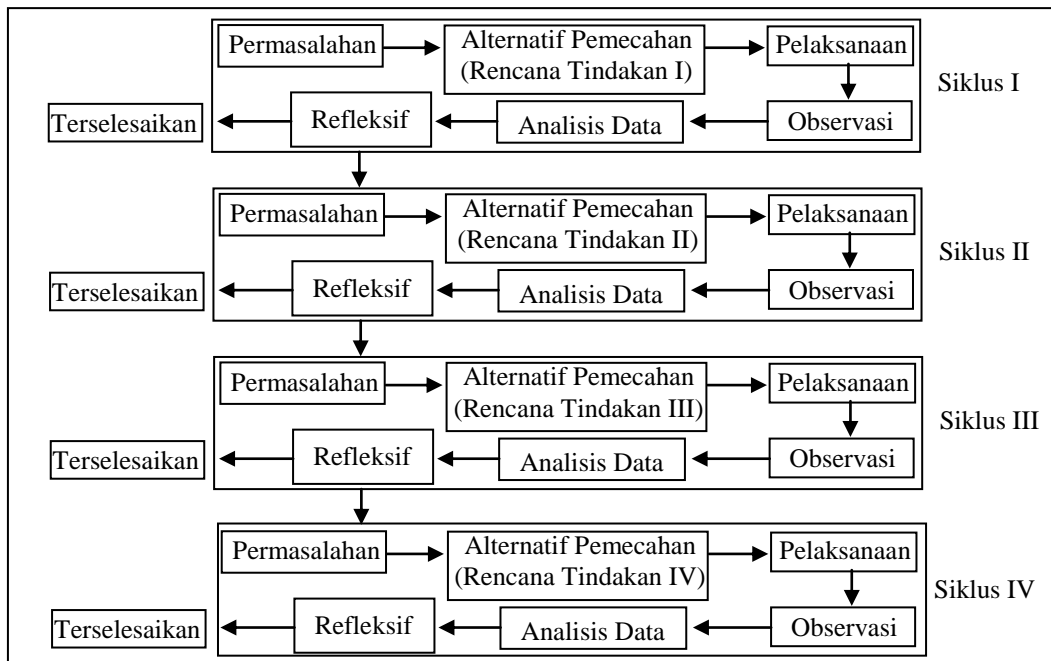 Permasalahan
Alternatif Pemecahan
(Rencana Tindakan I)
Pelaksanaan
Siklus I
Terselesaikan
Refleksif
Analisis Data
Observasi
Permasalahan
Alternatif Pemecahan
(Rencana Tindakan II)
Pelaksanaan
Siklus II
Terselesaikan
Refleksif
Analisis Data
Observasi
Permasalahan
Alternatif Pemecahan
(Rencana Tindakan III)
Pelaksanaan
Siklus III
Terselesaikan
Refleksif
Analisis Data
Observasi
Permasalahan
Alternatif Pemecahan
(Rencana Tindakan IV)
Pelaksanaan
Siklus IV
Terselesaikan
Refleksif
Analisis Data
Observasi